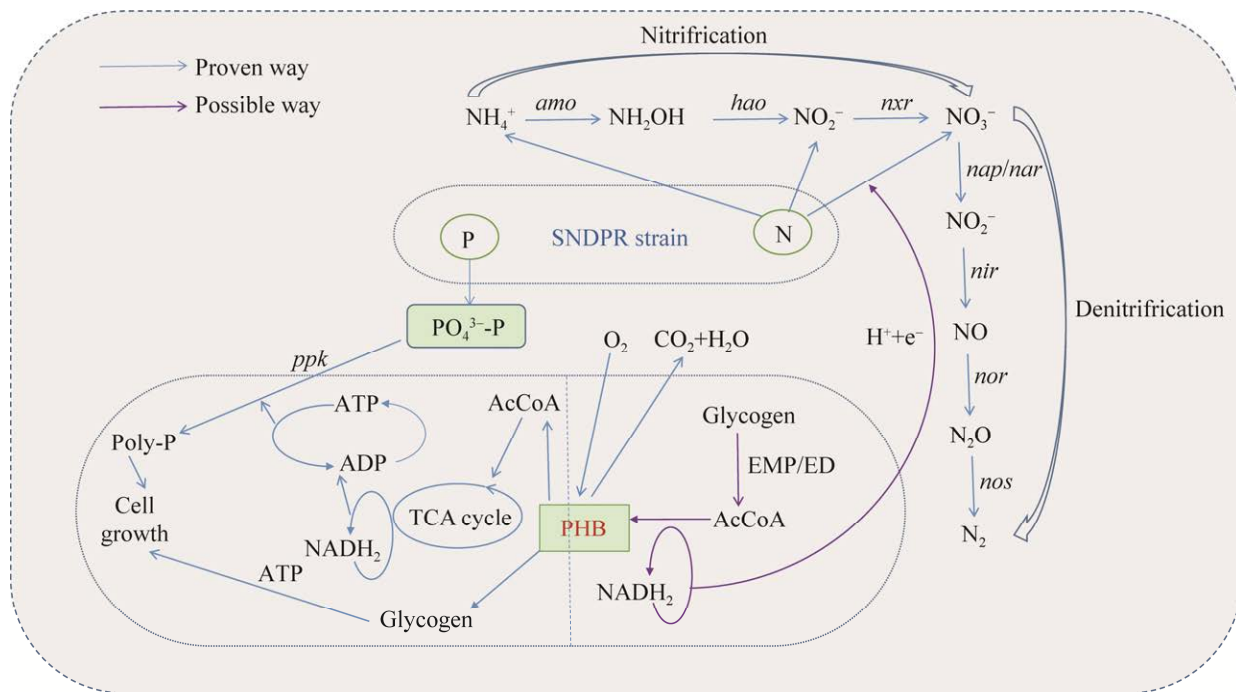 Nitrifrication
Proven way
Possible way
amo
hao
nxr
NH₄⁺
NH₂OH
NO₂⁻
NO₃⁻
nap/nar
P
SNDPR strain
N
NO₂⁻
nir
PO₄³⁻-P
O₂
CO₂+H₂O
H⁺+e⁻
NO
Denitrifrication
ppk
nor
ATP
AcCoA
Glycogen
Poly-P
N₂O
ADP
EMP/ED
nos
Cell
growth
TCA cycle
PHB
AcCoA
N₂
NADH₂
ATP
NADH₂
Glycogen